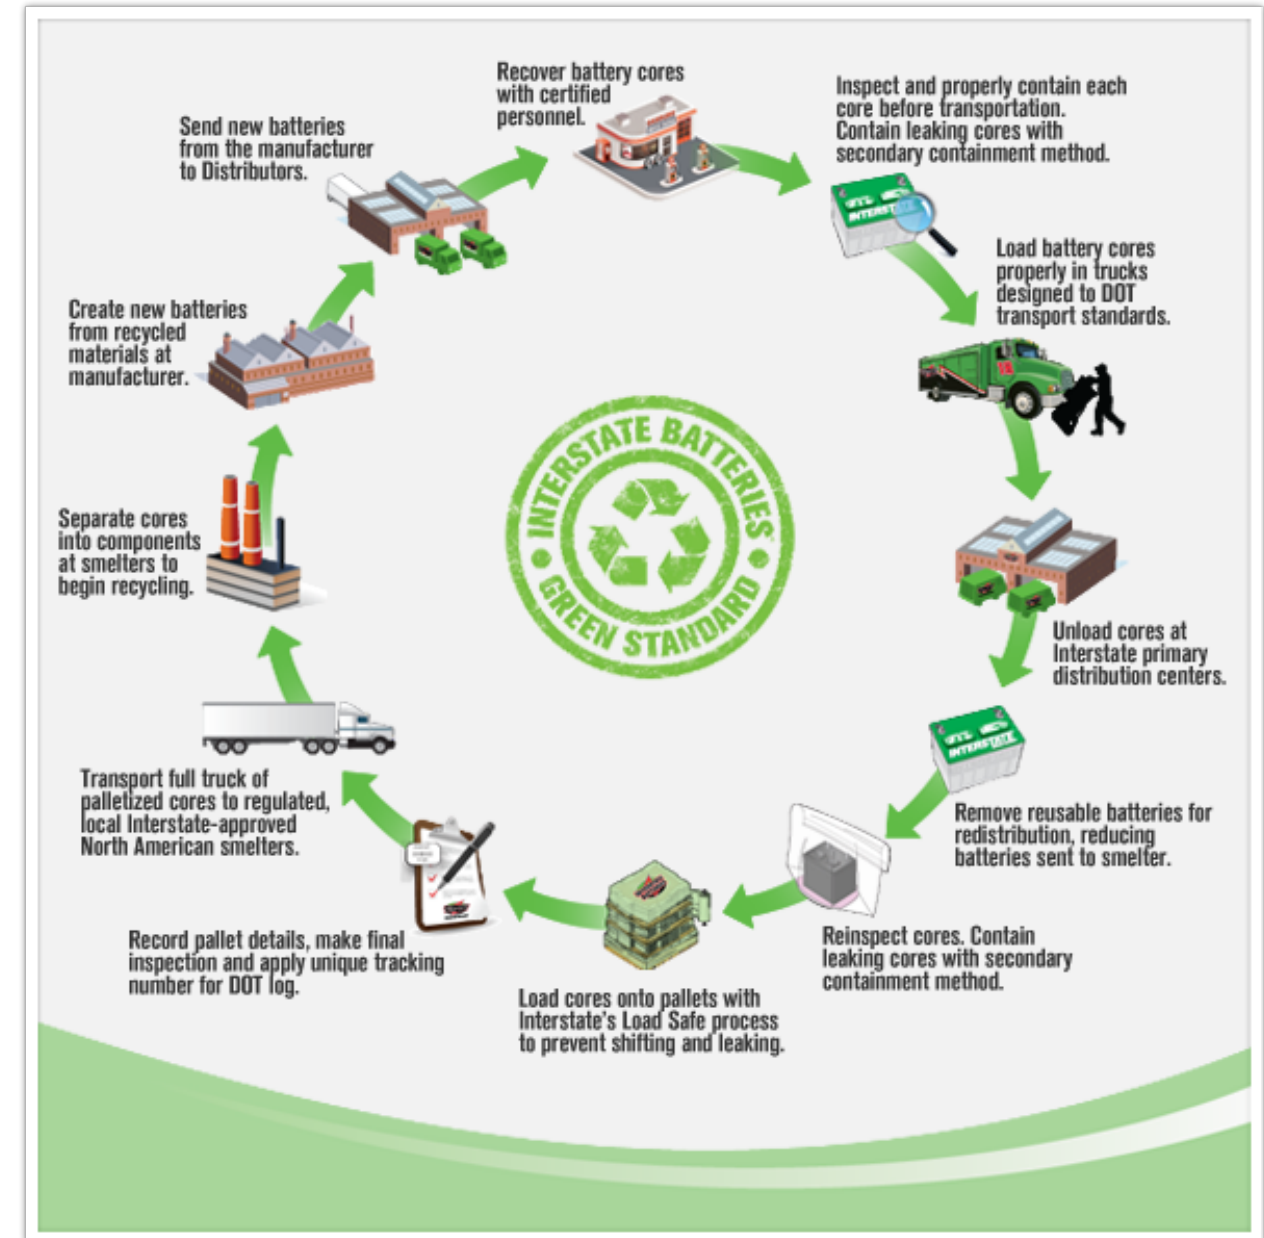 Recover battery cores
with certified
personnel.
Inspect and properly contain each
core before transportation.
Contain leaking cores with
secondary containment method.
INTERSTATE
Load battery cores
properly in trucks
designed to DOT
transport standards.
Unload cores at
Interstate primary
distribution centers.
INTERSTATE
Remove reusable batteries for
redistribution, reducing
batteries sent to smelter.
Reinspect cores. Contain
leaking cores with secondary
containment method.
Load cores onto pallets with
Interstate's Load Safe process
to prevent shifting and leaking.
Record pallet details, make final
inspection and apply unique tracking
number for DOT log.
Transport full truck of
palletized cores to regulated,
local Interstate-approved
North American smelters.
Separate cores
into components
at smelters to
begin recycling.
Create new batteries
from recycled
materials at
manufacturer.
Send new batteries
from the manufacturer
to Distributors.
INTERSTATE BATTERIES
GREEN STANDARD